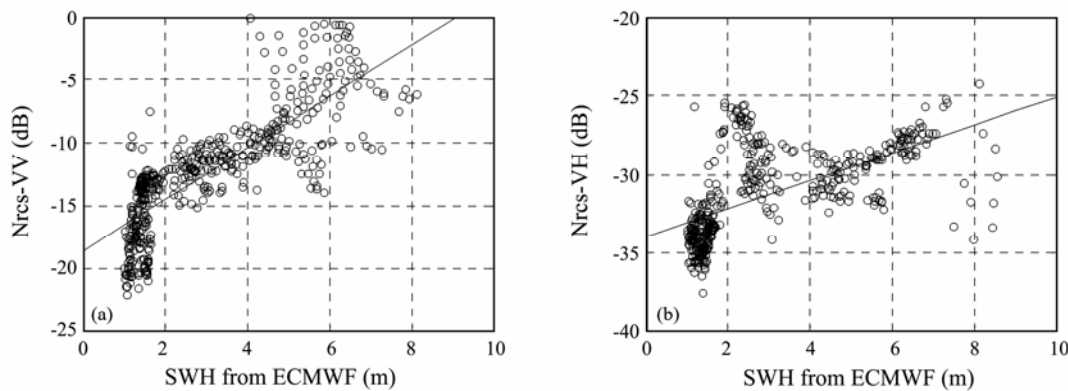 0
-5
-10
-15
-20
-25
Nrcs-VV (dB)
(a)
0 2 4 6 8 10
SWH from ECMWF (m)
-20
-25
-30
-35
-40
Nrcs-VH (dB)
(b)
0 2 4 6 8 10
SWH from ECMWF (m)